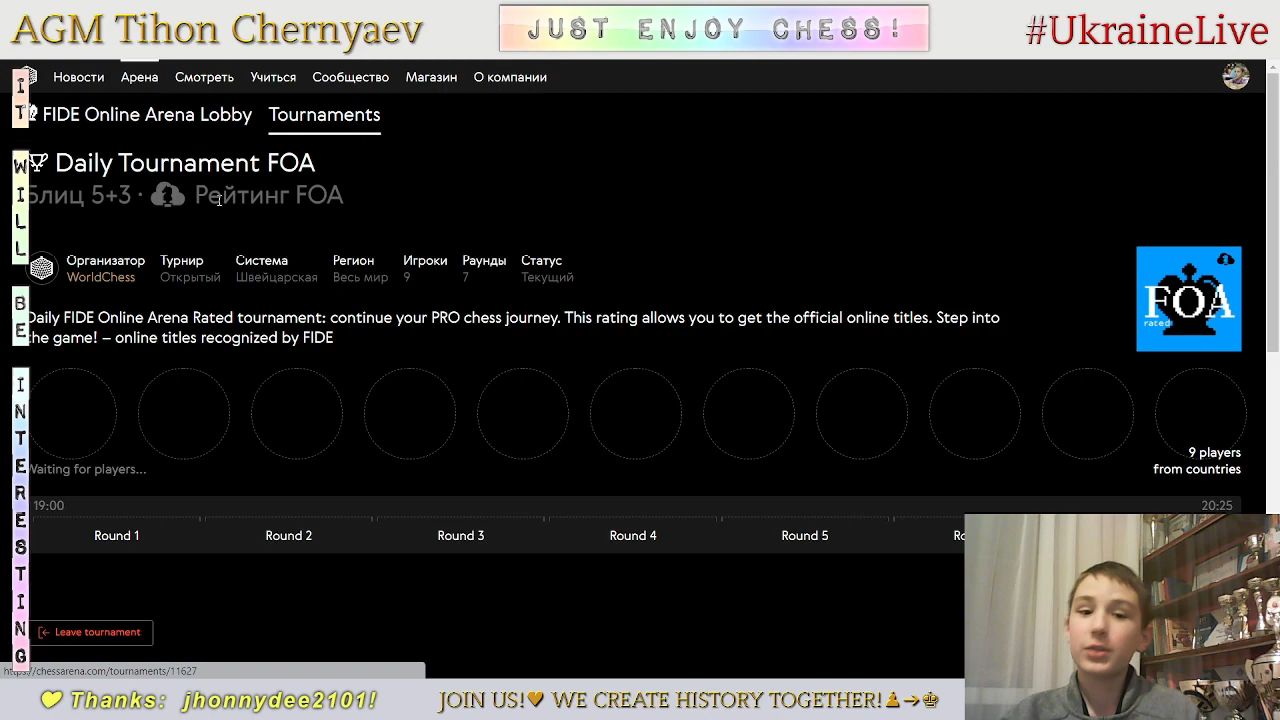 AGM Tihon Chernyaev
JUST ENJOY CHESS!
#UkraineLive
IT WILL BE INTERESTING
Новости Арена Смотреть Учиться Сообщество Магазин О компании
FIDE Online Arena Lobby Tournaments
Daily Tournament FOA
Блиц 5+3 · Рейтинг FOA
Организатор Турнир Система Регион Игроки Раунды Статус
WorldChess Открытый Швейцарская Весь мир 9 7 Текущий
FOA
rated
Daily FIDE Online Arena Rated tournament: continue your PRO chess journey. This rating allows you to get the official online titles. Step into
the game! – online titles recognized by FIDE
Waiting for players...
9 players
from countries
19:00 20:25
Round 1 Round 2 Round 3 Round 4 Round 5
Leave tournament
https://chessarena.com/tournaments/11627
Thanks: jhonnydee2101!
JOIN US!🧡 WE CREATE HISTORY TOGETHER!♟→♚